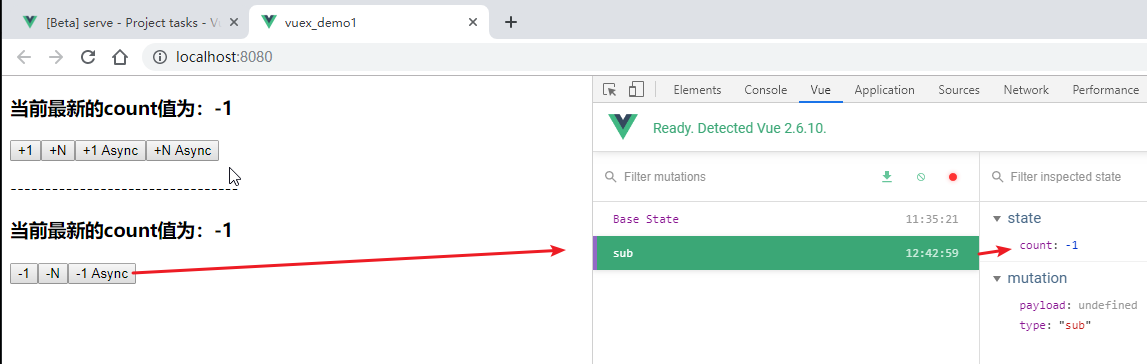 [Beta] serve - Project tasks - Vu
vuex_demo1
localhost:8080
当前最新的count值为：-1
+1 +N +1 Async +N Async
-----------------------------------
当前最新的count值为：-1
-1 -N -1 Async
Elements Console Vue Application Sources Network Performance
Ready. Detected Vue 2.6.10.
Filter mutations
Base State 11:35:21
sub 12:42:59
Filter inspected state
state
count: -1
mutation
payload: undefined
type: "sub"